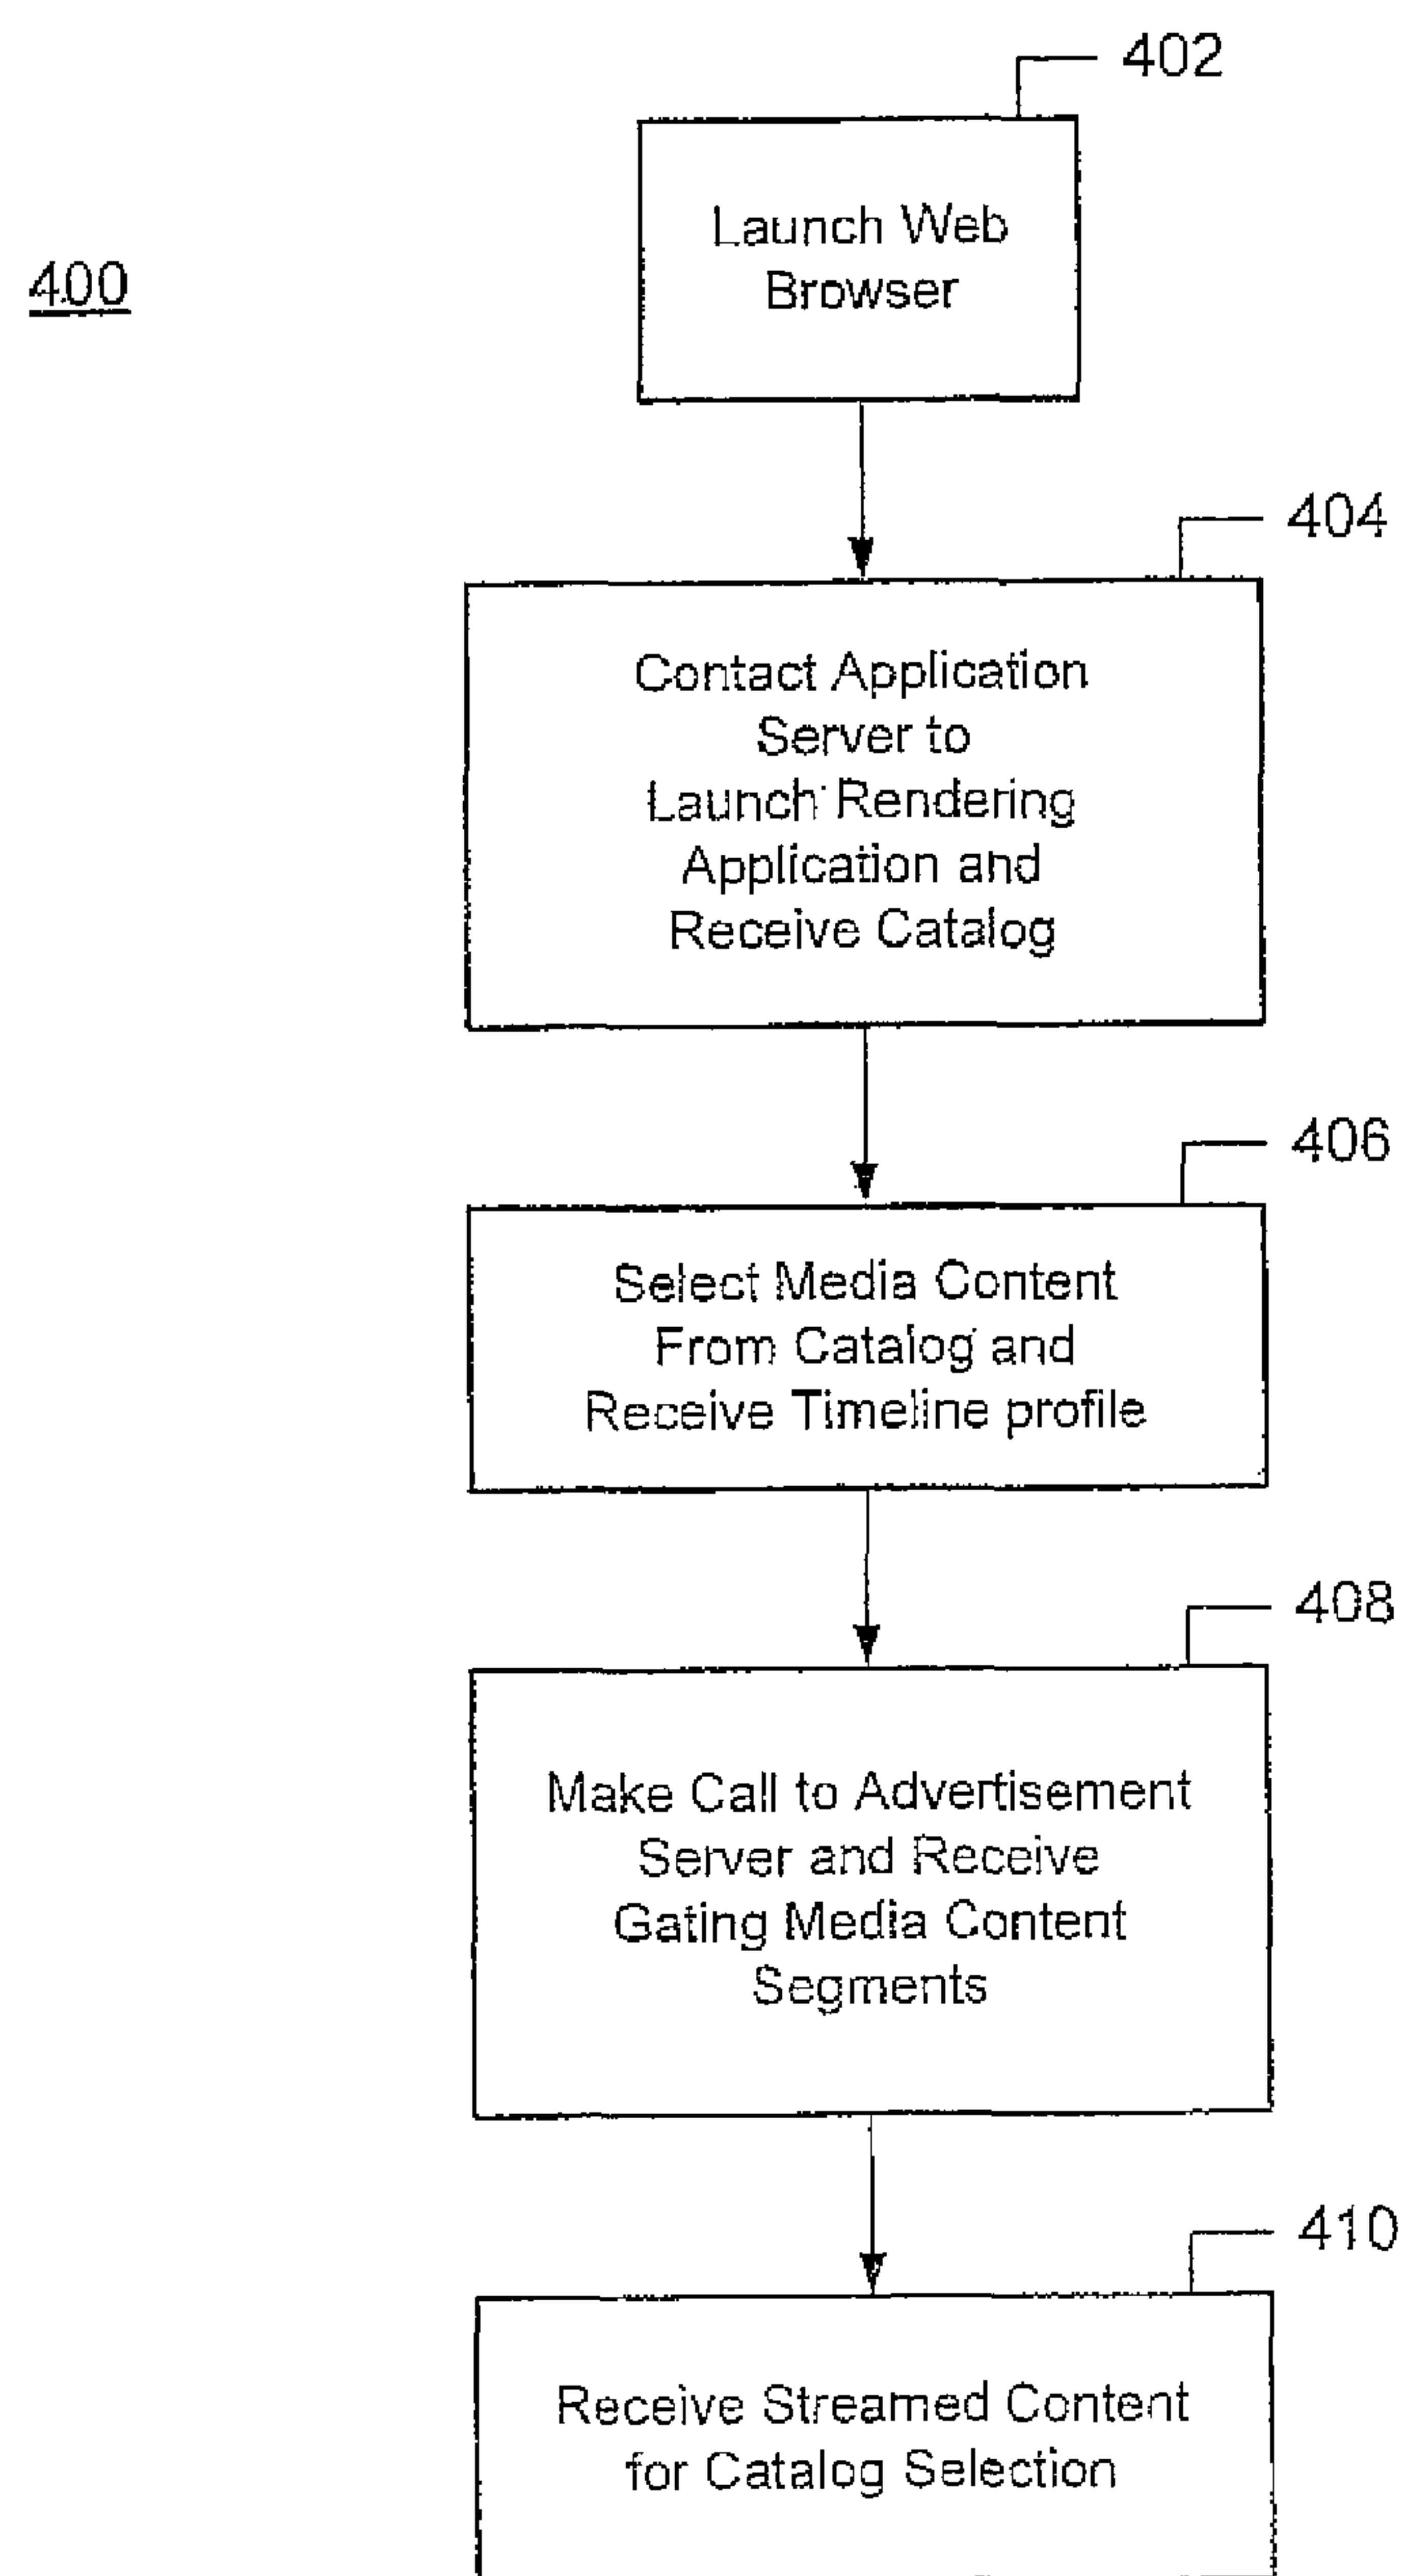 402
Launch Web
Browser
400
404
Contact Application
Server to
Launch Rendering
Application and
Receive Catalog
406
Select Media Content
From Catalog and
Receive Timeline profile
408
Make Call to Advertisement
Server and Receive
Gating Media Content
Segments
410
Receive Streamed Content
for Catalog Selection